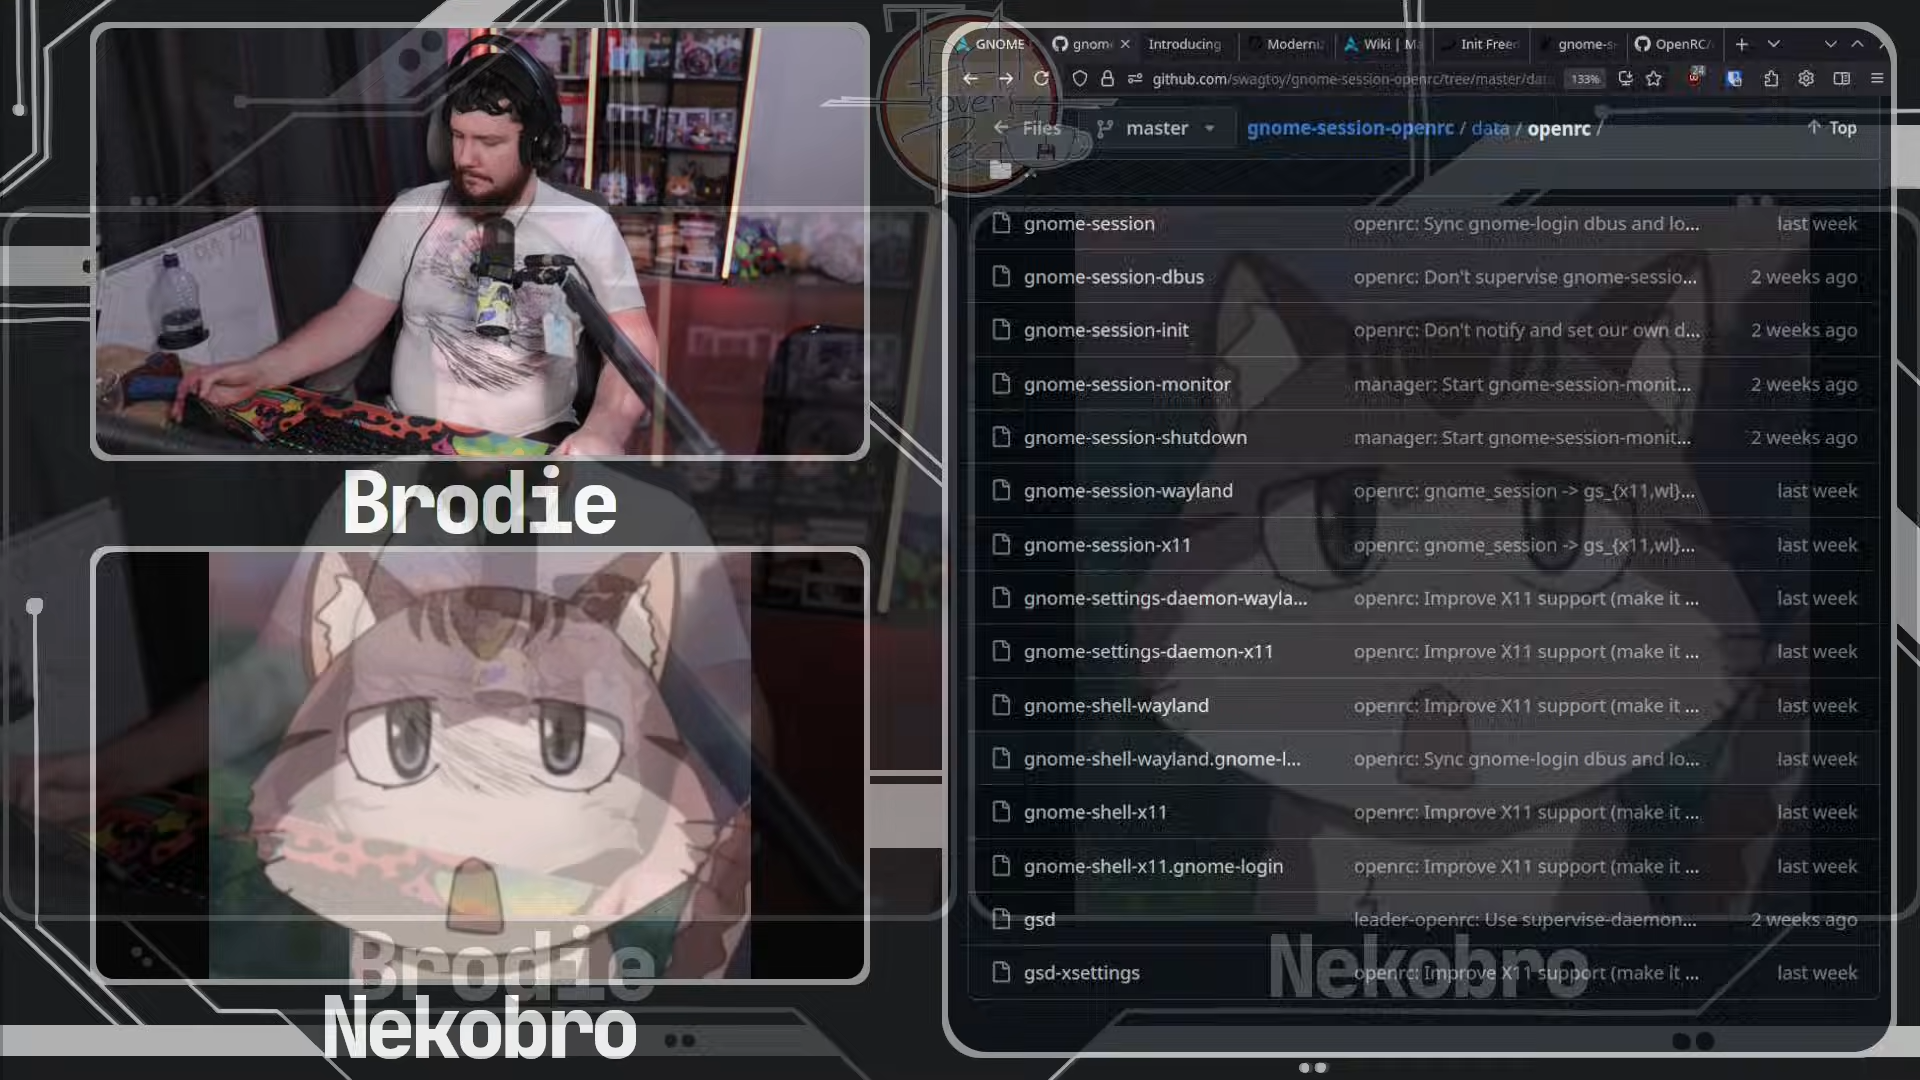 Brodie
Brodie
Nekobro
GNOME
gnom
Introducing
Moderni
Wiki | M
Init Free
gnome-s
OpenRC/
github.com/swagtoy/gnome-session-openrc/tree/master/dat
133%
24
Files
master
gnome-session-openrc / data / openrc /
Top
..
gnome-session openrc: Sync gnome-login dbus and lo... last week
gnome-session-dbus openrc: Don't supervise gnome-sessio... 2 weeks ago
gnome-session-init openrc: Don't notify and set our own d... 2 weeks ago
gnome-session-monitor manager: Start gnome-session-monit... 2 weeks ago
gnome-session-shutdown manager: Start gnome-session-monit... 2 weeks ago
gnome-session-wayland openrc: gnome_session -> gs_{x11,wl}... last week
gnome-session-x11 openrc: gnome_session -> gs_{x11,wl}... last week
gnome-settings-daemon-wayla... openrc: Improve X11 support (make it ... last week
gnome-settings-daemon-x11 openrc: Improve X11 support (make it ... last week
gnome-shell-wayland openrc: Improve X11 support (make it ... last week
gnome-shell-wayland.gnome-l... openrc: Sync gnome-login dbus and lo... last week
gnome-shell-x11 openrc: Improve X11 support (make it ... last week
gnome-shell-x11.gnome-login openrc: Improve X11 support (make it ... last week
gsd leader-openrc: Use supervise-daemon... 2 weeks ago
gsd-xsettings openrc: Improve X11 support (make it ... last week
Nekobro